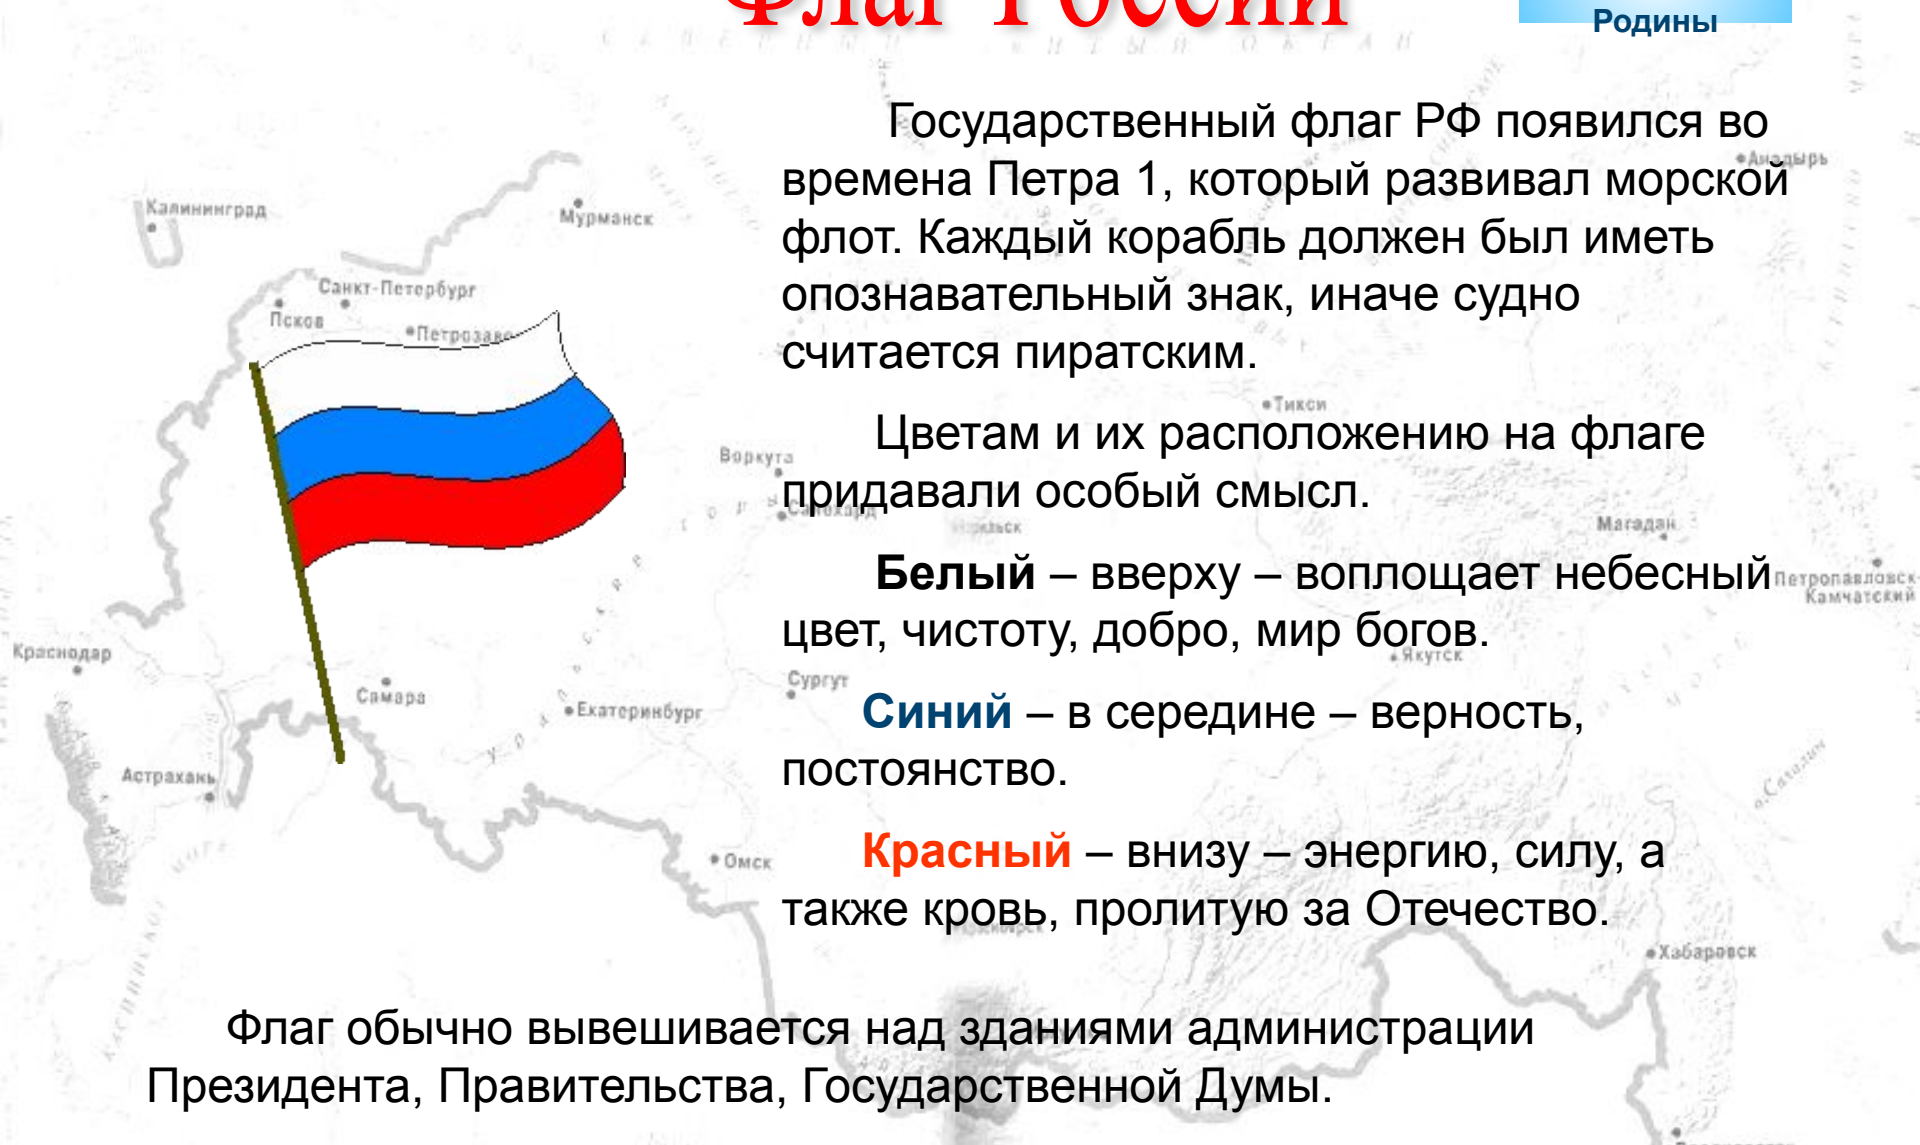 Флаг России
Родины
Государственный флаг РФ появился во
времена Петра 1, который развивал морской
флот. Каждый корабль должен был иметь
опознавательный знак, иначе судно
считается пиратским.
Цветам и их расположению на флаге
придавали особый смысл.
Белый – вверху – воплощает небесный
цвет, чистоту, добро, мир богов.
Синий – в середине – верность,
постоянство.
Красный – внизу – энергию, силу, а
также кровь, пролитую за Отечество.
Флаг обычно вывешивается над зданиями администрации
Президента, Правительства, Государственной Думы.
Калининград
Мурманск
Санкт-Петербург
Псков
Воркута
Салехард
Тикси
Анадырь
Магадан
Петропавловск
Камчатский
Якутск
Краснодар
Самара
Екатеринбург
Сургут
Астрахань
Омск
о.Сахалин
Хабаровск